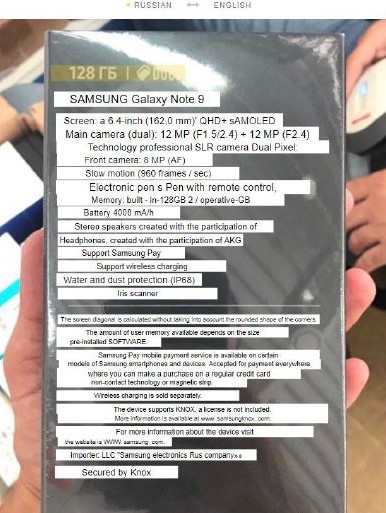 RUSSIAN ↔ ENGLISH
128 ГБ
SAMSUNG Galaxy Note 9
Screen: a 6.4-inch (162,0 mm)' QHD+ sAMOLED
Main camera (dual): 12 MP (F1.5/2.4) + 12 MP (F2.4)
Technology professional SLR camera Dual Pixel:
Front camera: 8 MP (AF)
Slow motion (960 frames / sec)
Electronic pen s Pen with remote control,
Memory: built - in-128GB 2 / operative-GB
Battery 4000 mA/h
Stereo speakers created with the participation of
Headphones, created with the participation of AKG
Support Samsung Pay
Support wireless charging
Water and dust protection (IP68)
Iris scanner
The screen diagonal is calculated without taking into account the rounded shape of the corners.
The amount of user memory available depends on the size
pre-installed SOFTWARE.
Samsung Pay mobile payment service is available on certain
models of Samsung smartphones and devices. Accepted for payment everywhere,
where you can make a purchase on a regular credit card
non-contact technology or magnetic strip.
Wireless charging is sold separately.
The device supports KNOX, a license is not included.
More information is available at www. samsungknox. com.
For more information about the device visit
the website is WWW. samsung. com.
Importer: LLC "Samsung electronics Rus company»»
Secured by Knox